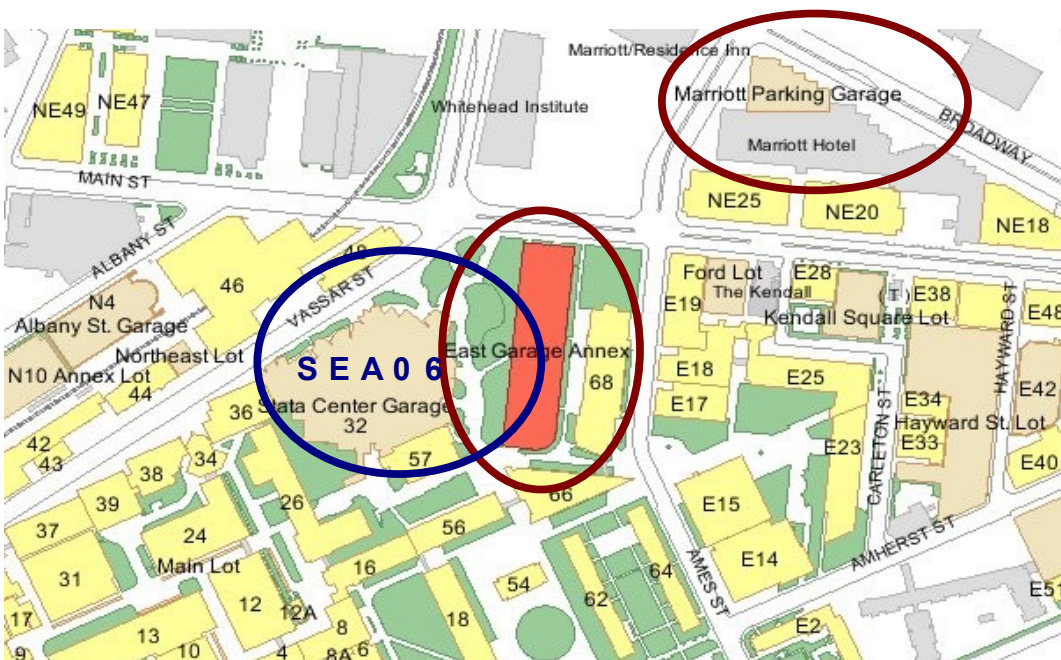 Marriott/Residence Inn
NE49
NE47
Whitehead Institute
Marriott Parking Garage
BROADWAY
Marriott Hotel
MAIN ST
NE25
NE20
NE18
ALBANY ST
46
VASSAR ST
N4
Albany St. Garage
Northeast Lot
N10 Annex Lot
44
SEA06
East Garage Annex
Ford Lot
The Kendall
E28
(T)
E38
Kendall Square Lot
HAYWARD ST
E48
E19
E18
E17
E25
68
Stata Center Garage
32
36
57
34
42
43
38
39
26
66
E34
Hayward St. Lot
E33
E42
E40
E23
CARLETON ST
37
24
56
E15
E14
AMHERST ST
31
Main Lot
16
54
64
62
AMES ST
12
12A
18
17
13
8
E51
E2
9
10
4
8A
6